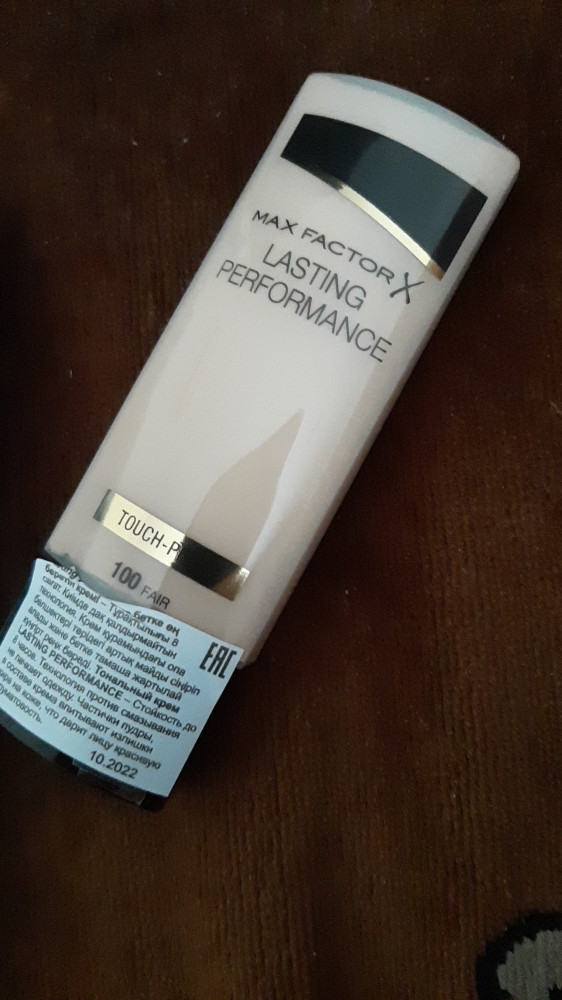 MAX FACTOR X
LASTING
PERFORMANCE
TOUCH-P
100 FAIR
бетке өң
беретін кремі – Тұрақтылығы 8
сағат. Киімде дақ қалдырмайтын
технология. Крем құрамындағы опа
бөлшектері терідегі артық майды сіңіріп
алады және бетке тамаша жартылай
күңгірт реңк береді. Тональный крем
LASTING PERFORMANCE – Стойкость до
8 часов. Технология против смазывания
не пачкает одежду. Частички пудры,
в составе крема впитывают излишки
жира на коже, что дарит лицу красивую
EAC
10.2022